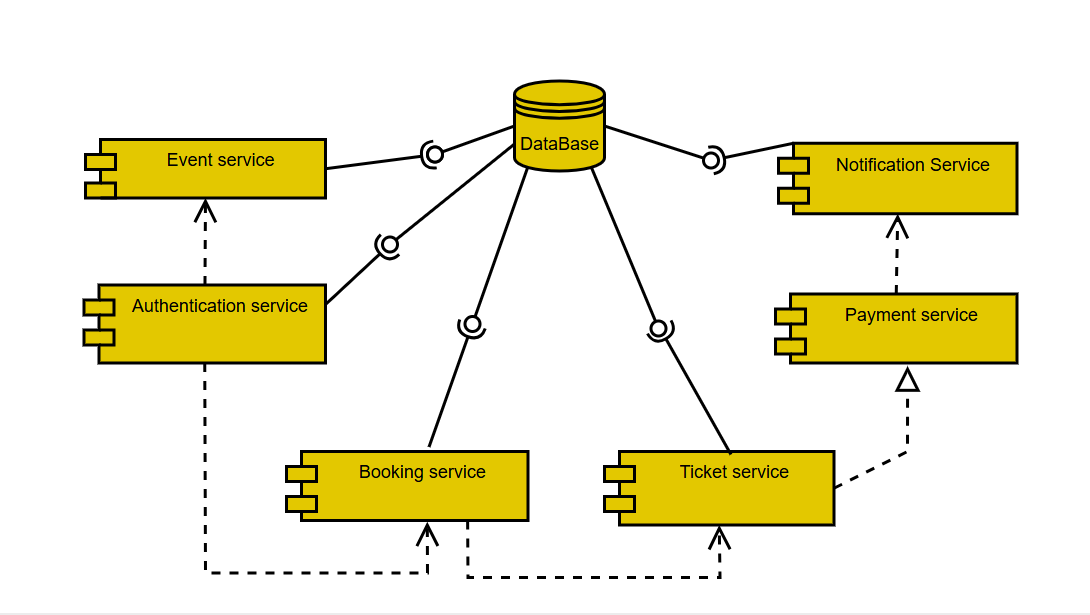 DataBase
Event service
Notification Service
Authentication service
Payment service
Booking service
Ticket service